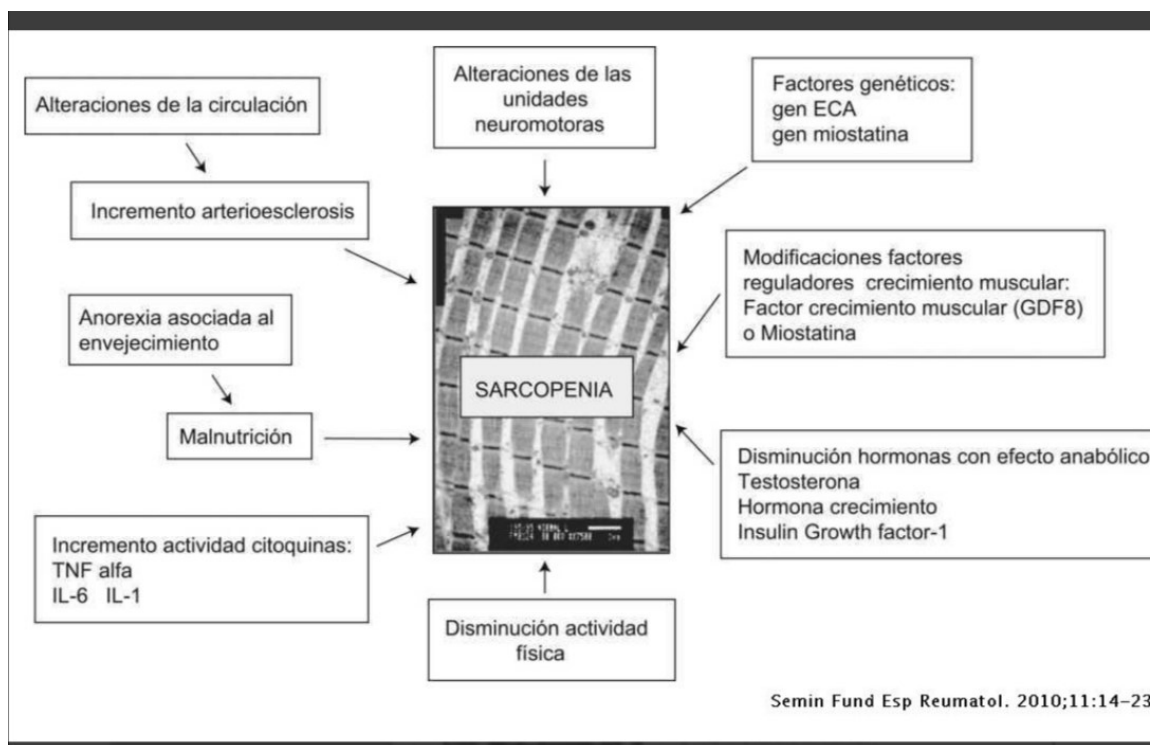 Alteraciones de la circulación
Incremento arterioesclerosis
Anorexia asociada al
envejecimiento
Malnutrición
Incremento actividad citoquinas:
TNF alfa
IL-6 IL-1
Alteraciones de las
unidades
neuromotoras
SARCOPENIA
Disminución actividad
física
Factores genéticos:
gen ECA
gen miostatina
Modificaciones factores
reguladores crecimiento muscular:
Factor crecimiento muscular (GDF8)
o Miostatina
Disminución hormonas con efecto anabólico
Testosterona
Hormona crecimiento
Insulin Growth factor-1
Semin Fund Esp Reumatol. 2010;11:14–23